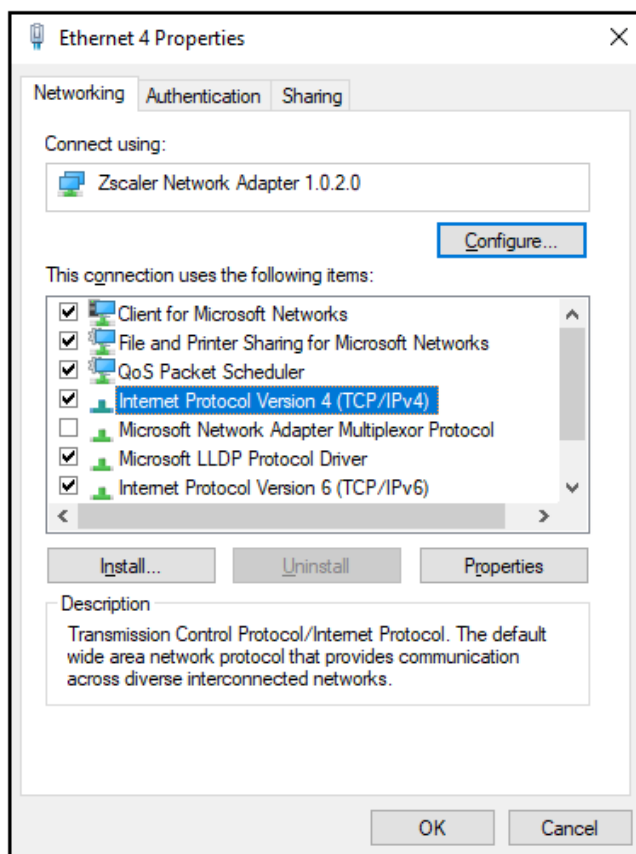 Ethernet 4 Properties
Networking
Authentication
Sharing
Connect using:
Zscaler Network Adapter 1.0.2.0
Configure...
This connection uses the following items:
Client for Microsoft Networks
File and Printer Sharing for Microsoft Networks
QoS Packet Scheduler
Internet Protocol Version 4 (TCP/IPv4)
Microsoft Network Adapter Multiplexor Protocol
Microsoft LLDP Protocol Driver
Internet Protocol Version 6 (TCP/IPv6)
Install...
Uninstall
Properties
Description
Transmission Control Protocol/Internet Protocol. The default
wide area network protocol that provides communication
across diverse interconnected networks.
OK
Cancel